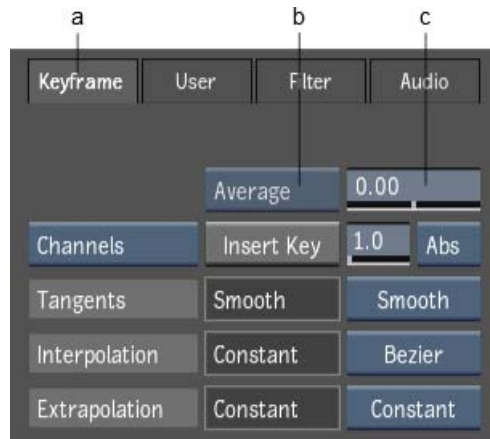 a b c
Keyframe User Filter Audio
Average 0.00
Channels Insert Key 1.0 Abs
Tangents Smooth Smooth
Interpolation Constant Bezier
Extrapolation Constant Constant